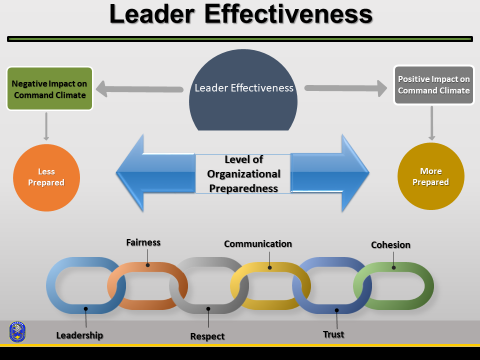 Leader Effectiveness
Negative Impact on
Command Climate
Leader Effectiveness
Positive Impact on
Command Climate
Less
Prepared
Level of
Organizational
Preparedness
More
Prepared
Fairness
Communication
Cohesion
Leadership
Respect
Trust